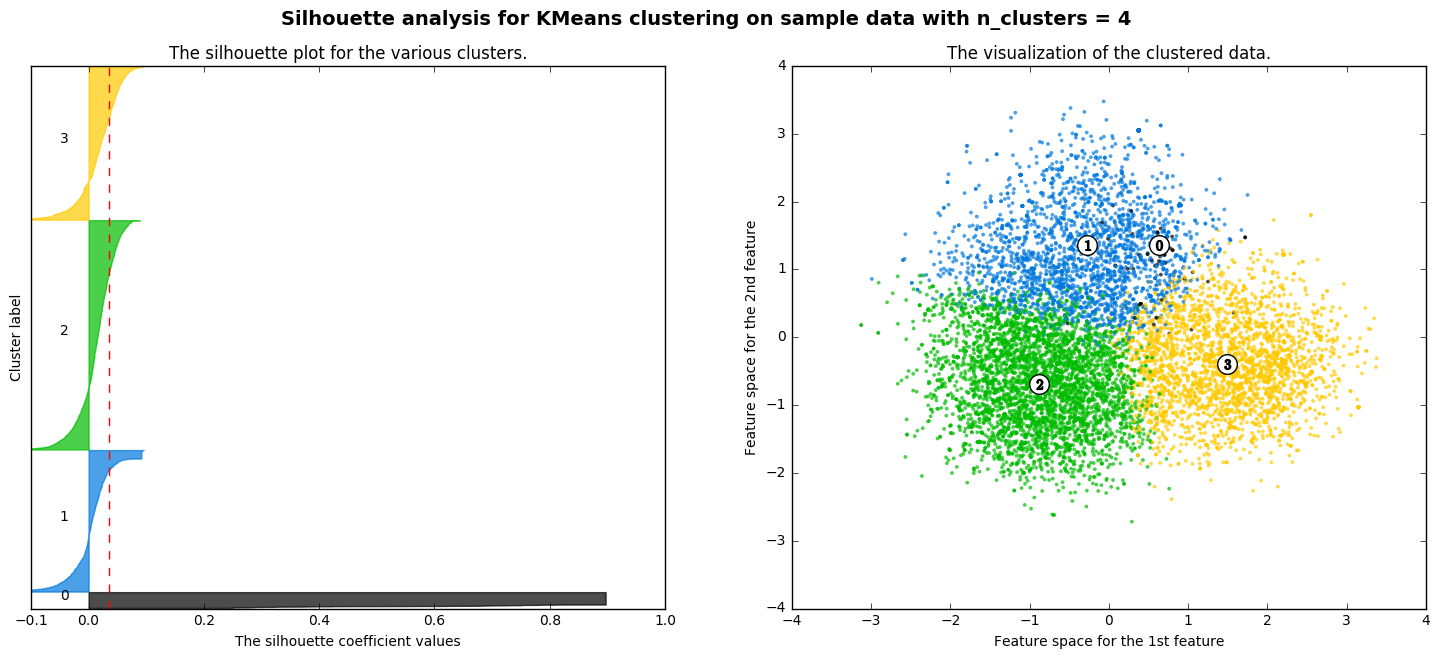 Silhouette analysis for KMeans clustering on sample data with n_clusters = 4
The silhouette plot for the various clusters.
Cluster label
3
2
1
0
−0.1 0.0 0.2 0.4 0.6 0.8 1.0
The silhouette coefficient values
The visualization of the clustered data.
Feature space for the 2nd feature
4
3
2
1
0
−1
−2
−3
−4
1 0
3
2
−4 −3 −2 −1 0 1 2 3 4
Feature space for the 1st feature